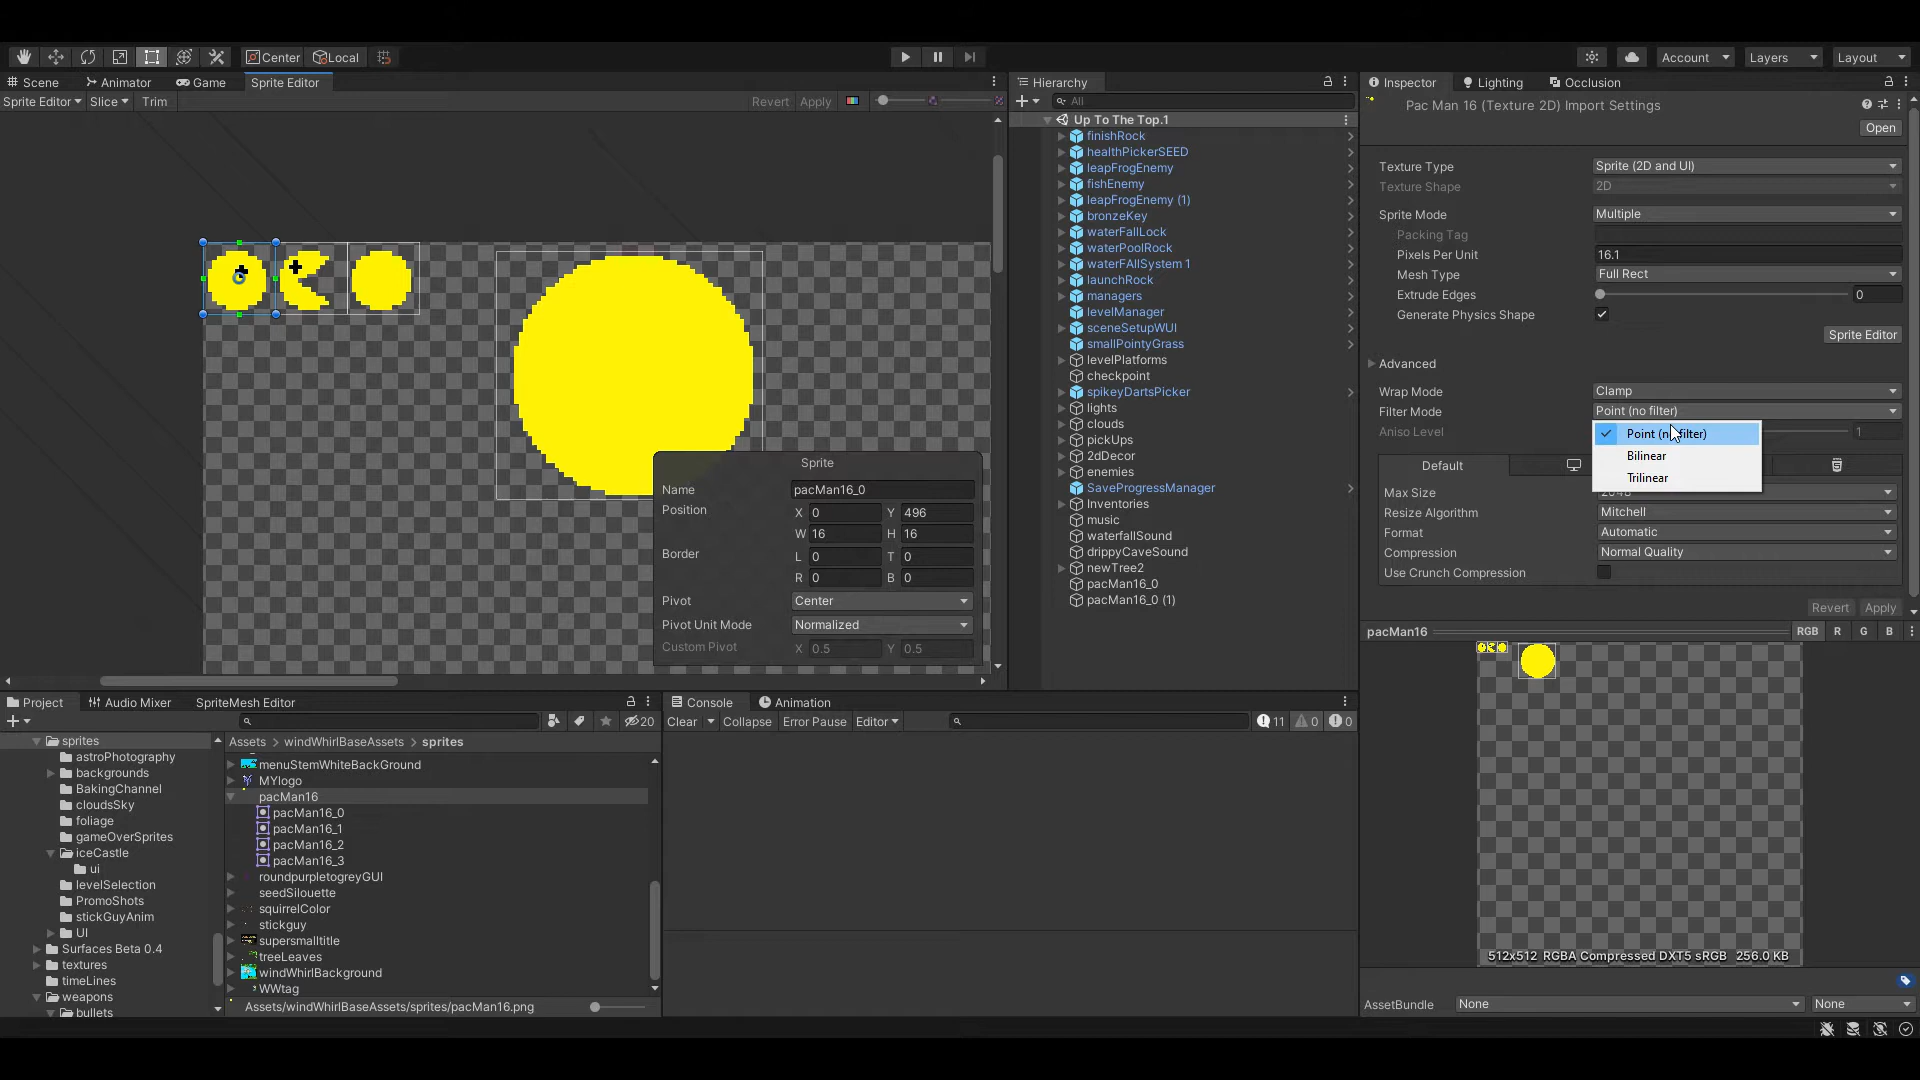 Center Local Account Layers Layout
Scene Animator Game Sprite Editor
Sprite Editor Slice Trim Revert Apply
Hierarchy
All
Up To The Top.1
finishRock
healthPickerSEED
leapFrogEnemy
fishEnemy
leapFrogEnemy (1)
bronzeKey
waterFallLock
waterPoolRock
waterFAllSystem 1
launchRock
managers
levelManager
sceneSetupWUI
smallPointyGrass
levelPlatforms
checkpoint
spikeyDartsPicker
lights
clouds
pickUps
2dDecor
enemies
SaveProgressManager
Inventories
music
waterfallSound
drippyCaveSound
newTree2
pacMan16_0
pacMan16_0 (1)
Inspector Lighting Occlusion
Pac Man 16 (Texture 2D) Import Settings
Open
Texture Type Sprite (2D and UI)
Texture Shape 2D
Sprite Mode Multiple
Packing Tag
Pixels Per Unit 16.1
Mesh Type Full Rect
Extrude Edges 0
Generate Physics Shape
Sprite Editor
Advanced
Wrap Mode Clamp
Filter Mode Point (no filter)
Aniso Level 1
Point (no filter)
Bilinear
Trilinear
Default
Max Size 2048
Resize Algorithm Mitchell
Format Automatic
Compression Normal Quality
Use Crunch Compression
Revert Apply
pacMan16 RGB R G B
512x512 RGBA Compressed DXT5 sRGB 256.0 KB
AssetBundle None None
Sprite
Name pacMan16_0
Position X 0 Y 496
W 16 H 16
Border L 0 T 0
R 0 B 0
Pivot Center
Pivot Unit Mode Normalized
Custom Pivot X 0.5 Y 0.5
Project Audio Mixer SpriteMesh Editor
20
sprites
astroPhotography
backgrounds
BakingChannel
cloudsSky
foliage
gameOverSprites
iceCastle
ui
levelSelection
PromoShots
stickGuyAnim
UI
Surfaces Beta 0.4
textures
timeLines
weapons
bullets
Assets > windWhirlBaseAssets > sprites
menuStemWhiteBackGround
MYlogo
pacMan16
pacMan16_0
pacMan16_1
pacMan16_2
pacMan16_3
roundpurpletogreyGUI
seedSilouette
squirrelColor
stickguy
supersmalltitle
treeLeaves
windWhirlBackground
WWtag
Assets/windWhirlBaseAssets/sprites/pacMan16.png
Console Animation
Clear Collapse Error Pause Editor 11 0 0